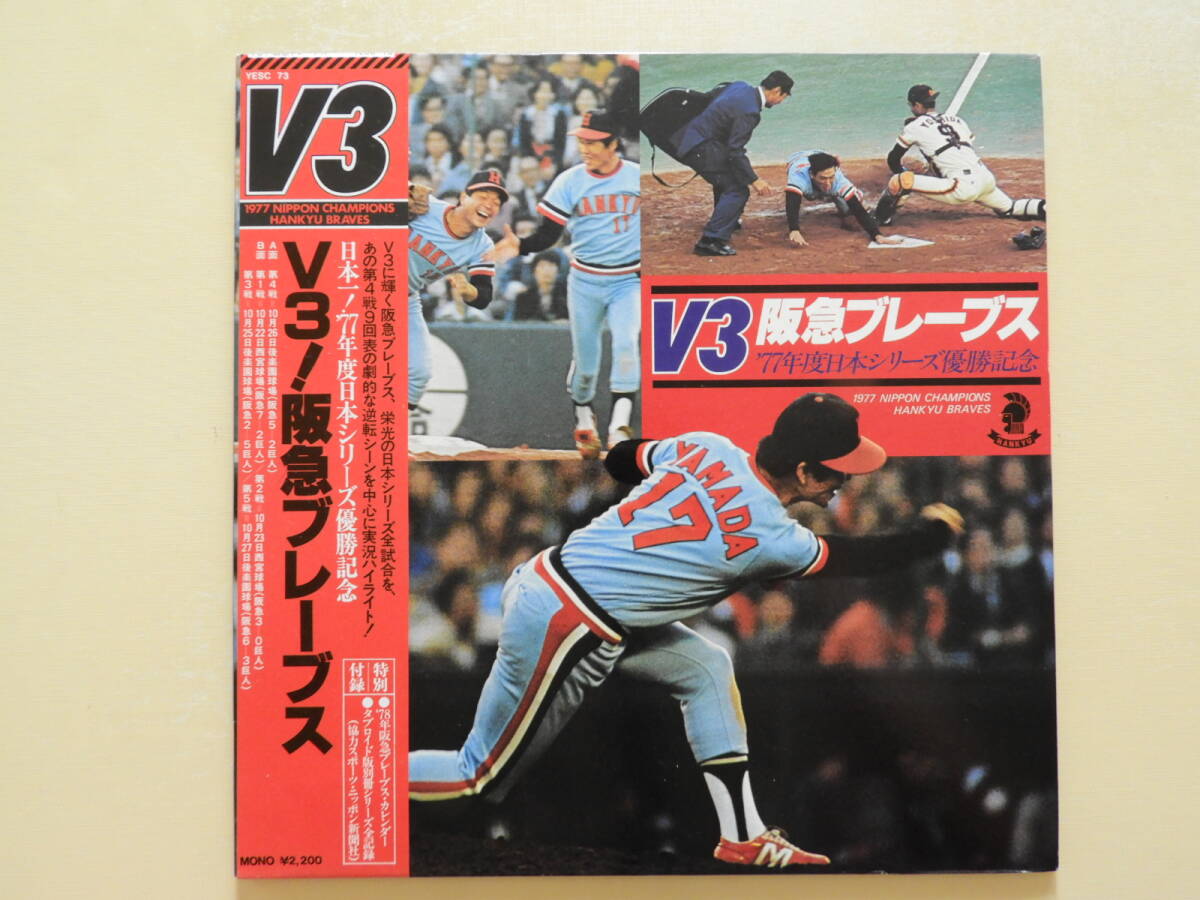 YESC 73
V3
1977 NIPPON CHAMPIONS
HANKYU BRAVES
V3に輝く阪急ブレーブス、栄光の日本シリーズ全試合を、
あの第4戦9回表の劇的な逆転シーンを中心に実況ハイライト!
日本一!'77年度日本シリーズ優勝記念
V3!阪急ブレーブス
A面 第4戦=10月26日後楽園球場(阪急5-2巨人)
B面 第1戦=10月22日西宮球場(阪急7-2巨人)/第2戦=10月23日西宮球場(阪急3-0巨人)
第3戦=10月25日後楽園球場(阪急2-5巨人)/第5戦=10月27日後楽園球場(阪急6-3巨人)
特別
付録
●'78年阪急ブレーブス・カレンダー
●タブロイド版別冊シリーズ全記録
(協力スポーツ・ニッポン新聞社)
MONO ¥2,200
H
HANKYU
17
YOSHIDA
9
V3 阪急ブレーブス
'77年度日本シリーズ優勝記念
1977 NIPPON CHAMPIONS
HANKYU BRAVES
HANKYU
YAMADA
17
M